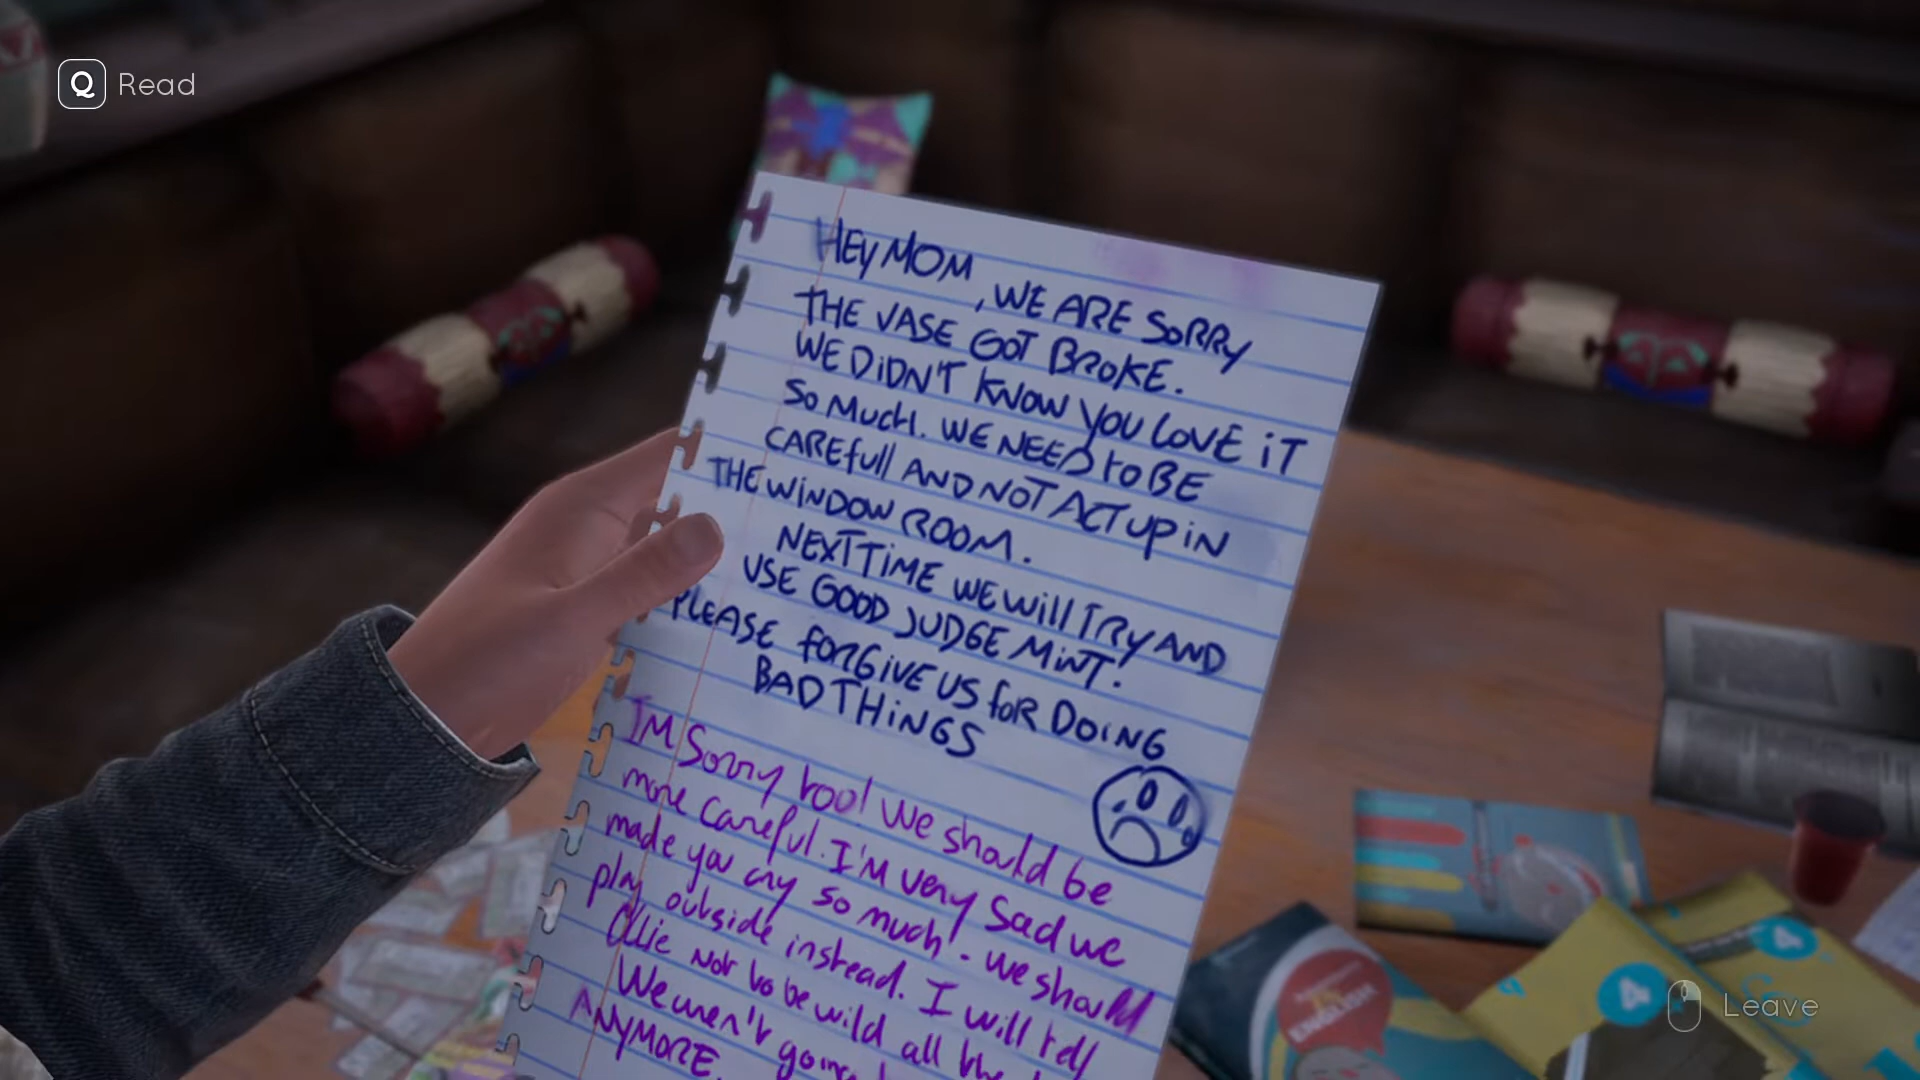 Q Read
HEY MOM, WE ARE SORRY
THE VASE GOT BROKE.
WE DiDN'T KNOW YOU LOVE iT
SO MUCH. WE NEED to BE
CAREfull AND NOT ACT UP iN
THE WiNDOW ROOM.
NEXT TiME WE Will TRY AND
USE GOOD JUDGE MiNT.
PLEASE fORGiVE US fOR DOiNG
BAD THiNGS
I'M Sorry too! We should be
more careful. I'M very Sad we
made you cry so much! . We should
play outside instead. I will tell
Ollie not to be wild all the
We weren't going
ANYMORE.
ENGLISH
4
4
Leave